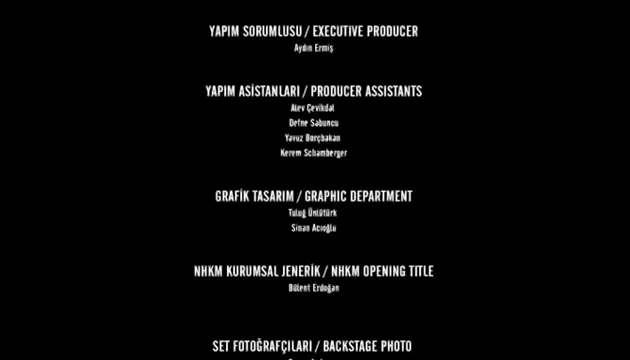 YAPIM SORUMLUSU / EXECUTIVE PRODUCER
Aydın Ermiş
YAPIM ASİSTANLARI / PRODUCER ASSISTANTS
Alev Çevikdal
Defne Sabuncu
Yavuz Borçbakan
Kerem Schamberger
GRAFİK TASARIM / GRAPHIC DEPARTMENT
Tuluğ Ünlütürk
Sinan Acıoğlu
NHKM KURUMSAL JENERİK / NHKM OPENING TITLE
Bülent Erdoğan
SET FOTOĞRAFÇILARI / BACKSTAGE PHOTO